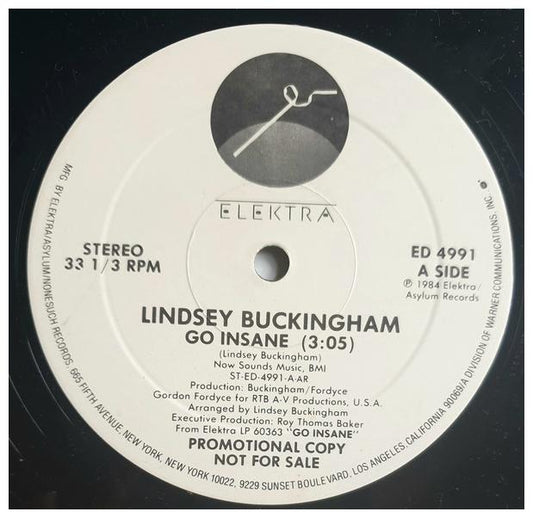 ELEKTRA
STEREO
33 1/3 RPM
ED 4991
A SIDE
℗ 1984 Elektra/
Asylum Records
LINDSEY BUCKINGHAM
GO INSANE (3:05)
(Lindsey Buckingham)
Now Sounds Music, BMI
ST-ED-4991-A-AR
Production: Buckingham/Fordyce
Gordon Fordyce for RTB A-V Productions, U.S.A.
Arranged by Lindsey Buckingham
Executive Production: Roy Thomas Baker
From Elektra LP 60363 "GO INSANE"
PROMOTIONAL COPY
NOT FOR SALE
MFG. BY ELEKTRA/ASYLUM/NONESUCH RECORDS, 665 FIFTH AVENUE, NEW YORK, NEW YORK 10022, 9229 SUNSET BOULEVARD, LOS ANGELES, CALIFORNIA 90069/A DIVISION OF WARNER COMMUNICATIONS, INC.